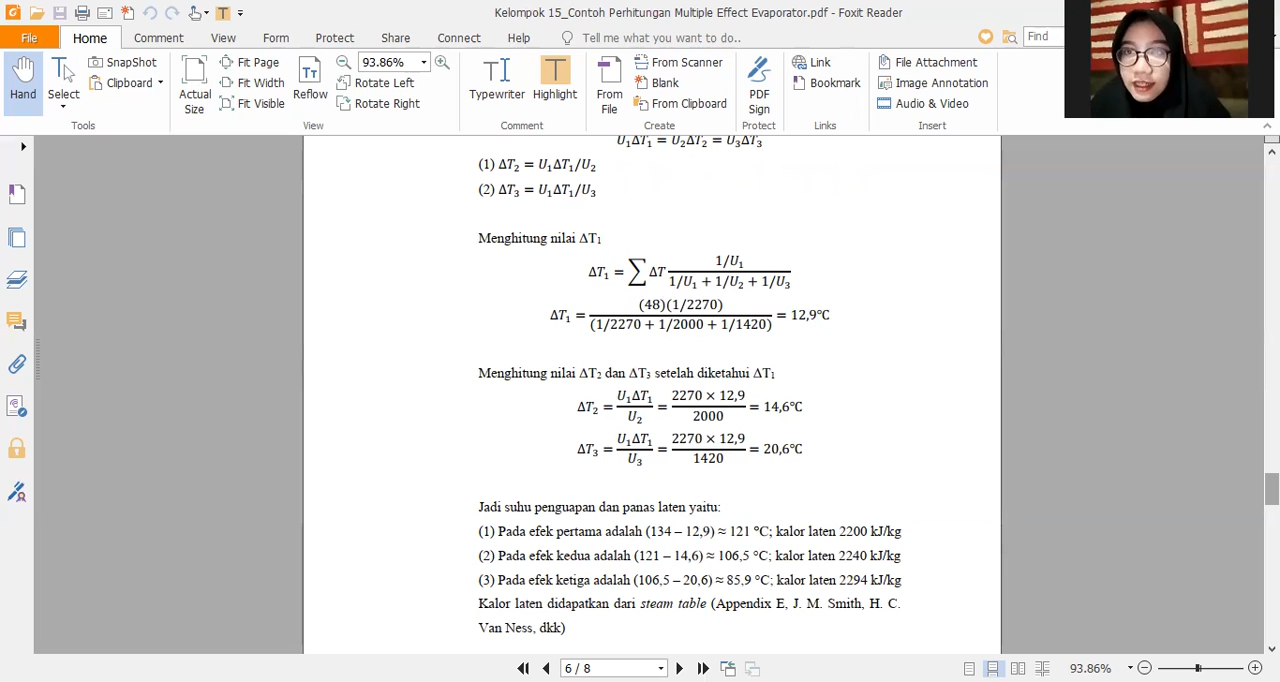 Kelompok 15_Contoh Perhitungan Multiple Effect Evaporator.pdf - Foxit Reader
File Home Comment View Form Protect Share Connect Help Tell me what you want to do.. Find
Hand
Select
SnapShot
Clipboard
Tools
Actual Size
Fit Page
Fit Width
Fit Visible
Reflow
93.86%
Rotate Left
Rotate Right
View
Typewriter
Highlight
Comment
From File
From Scanner
Blank
From Clipboard
Create
PDF Sign
Protect
Link
Bookmark
Links
File Attachment
Image Annotation
Audio & Video
Insert
U₁ΔT₁ = U₂ΔT₂ = U₃ΔT₃
(1) ΔT₂ = U₁ΔT₁/U₂
(2) ΔT₃ = U₁ΔT₁/U₃
Menghitung nilai ΔT₁
ΔT₁ = ∑ ΔT 1/U₁ / 1/U₁ + 1/U₂ + 1/U₃
ΔT₁ = (48)(1/2270) / (1/2270 + 1/2000 + 1/1420) = 12,9℃
Menghitung nilai ΔT₂ dan ΔT₃ setelah diketahui ΔT₁
ΔT₂ = U₁ΔT₁ / U₂ = 2270 × 12,9 / 2000 = 14,6℃
ΔT₃ = U₁ΔT₁ / U₃ = 2270 × 12,9 / 1420 = 20,6℃
Jadi suhu penguapan dan panas laten yaitu:
(1) Pada efek pertama adalah (134 – 12,9) ≈ 121 °C; kalor laten 2200 kJ/kg
(2) Pada efek kedua adalah (121 – 14,6) ≈ 106,5 °C; kalor laten 2240 kJ/kg
(3) Pada efek ketiga adalah (106,5 – 20,6) ≈ 85,9 °C; kalor laten 2294 kJ/kg
Kalor laten didapatkan dari steam table (Appendix E, J. M. Smith, H. C.
Van Ness, dkk)
6 / 8
93.86%